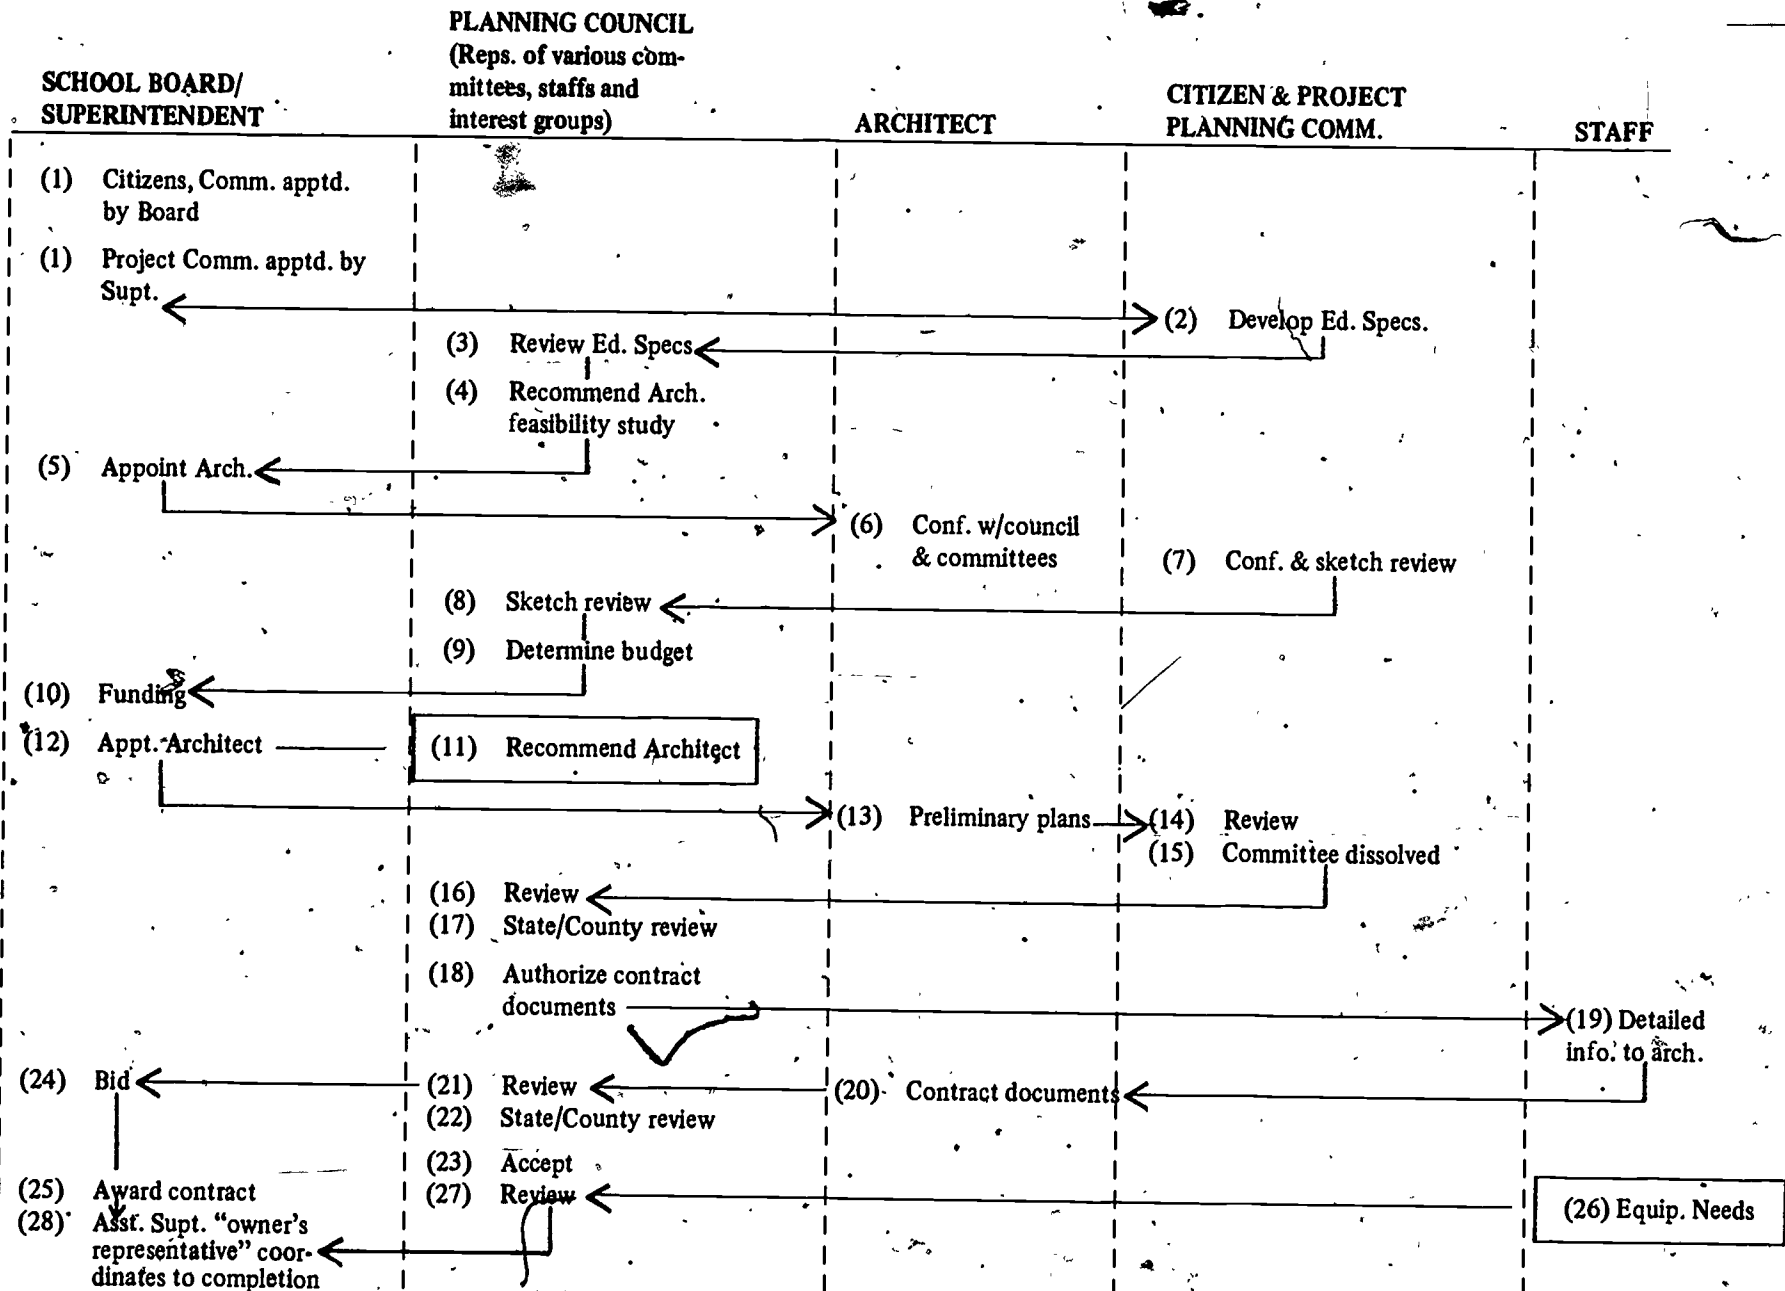 SCHOOL BOARD/
SUPERINTENDENT
PLANNING COUNCIL
(Reps. of various com-
mittees, staffs and
interest groups)
ARCHITECT
CITIZEN & PROJECT
PLANNING COMM.
STAFF
(1) Citizens, Comm. apptd.
by Board
(1) Project Comm. apptd. by
Supt.
(2) Develop Ed. Specs.
(3) Review Ed. Specs
(4) Recommend Arch.
feasibility study
(5) Appoint Arch.
(6) Conf. w/council
& committees
(7) Conf. & sketch review
(8) Sketch review
(9) Determine budget
(10) Funding
(12) Appt. Architect
(11) Recommend Architect
(13) Preliminary plans
(14) Review
(15) Committee dissolved
(16) Review
(17) State/County review
(18) Authorize contract
documents
(19) Detailed
info. to arch.
(24) Bid
(21) Review
(20) Contract documents
(22) State/County review
(23) Accept
(25) Award contract
(27) Review
(26) Equip. Needs
(28) Asst. Supt. "owner's
representative" coor-
dinates to completion